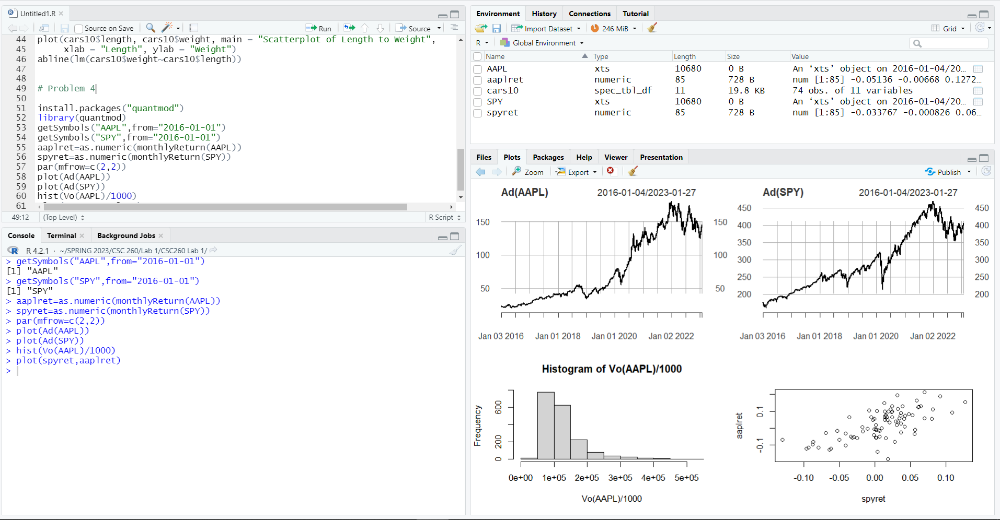 Untitled1.R
Source on Save
Run
Source
44 plot(cars10$length, cars10$weight, main = "Scatterplot of Length to Weight",
45 xlab = "Length", ylab = "Weight")
46 abline(lm(cars10$weight~cars10$length))
47
48
49 # Problem 4
50
51 install.packages("quantmod")
52 library(quantmod)
53 getSymbols("AAPL",from="2016-01-01")
54 getSymbols("SPY",from="2016-01-01")
55 aaplret=as.numeric(monthlyReturn(AAPL))
56 spyret=as.numeric(monthlyReturn(SPY))
57 par(mfrow=c(2,2))
58 plot(Ad(AAPL))
59 plot(Ad(SPY))
60 hist(Vo(AAPL)/1000)
61
49:12 (Top Level) R Script
Console Terminal Background Jobs
R 4.2.1 · ~/SPRING 2023/CSC 260/Lab 1/CSC260 Lab 1/
> getSymbols("AAPL",from="2016-01-01")
[1] "AAPL"
> getSymbols("SPY",from="2016-01-01")
[1] "SPY"
> aaplret=as.numeric(monthlyReturn(AAPL))
> spyret=as.numeric(monthlyReturn(SPY))
> par(mfrow=c(2,2))
> plot(Ad(AAPL))
> plot(Ad(SPY))
> hist(Vo(AAPL)/1000)
> plot(spyret,aaplret)
>
Environment History Connections Tutorial
Import Dataset 246 MiB Grid
R Global Environment
Name Type Length Size Value
AAPL xts 10680 0 B An ‘xts’ object on 2016-01-04/20…
aaplret numeric 85 728 B num [1:85] -0.05136 -0.00668 0.1272…
cars10 spec_tbl_df 11 19.8 KB 74 obs. of 11 variables
SPY xts 10680 0 B An ‘xts’ object on 2016-01-04/20…
spyret numeric 85 728 B num [1:85] -0.033767 -0.000826 0.06…
Files Plots Packages Help Viewer Presentation
Zoom Export Publish
Ad(AAPL) 2016-01-04/2023-01-27
150 150
100 100
50 50
Jan 03 2016 Jan 01 2018 Jan 01 2020 Jan 02 2022
Ad(SPY) 2016-01-04/2023-01-27
450 450
400 400
350 350
300 300
250 250
200 200
Jan 03 2016 Jan 01 2018 Jan 01 2020 Jan 02 2022
Histogram of Vo(AAPL)/1000
Frequency
600
200
0
0e+00 1e+05 2e+05 3e+05 4e+05 5e+05
Vo(AAPL)/1000
aaplret
0.1
-0.1
-0.10 -0.05 0.00 0.05 0.10
spyret